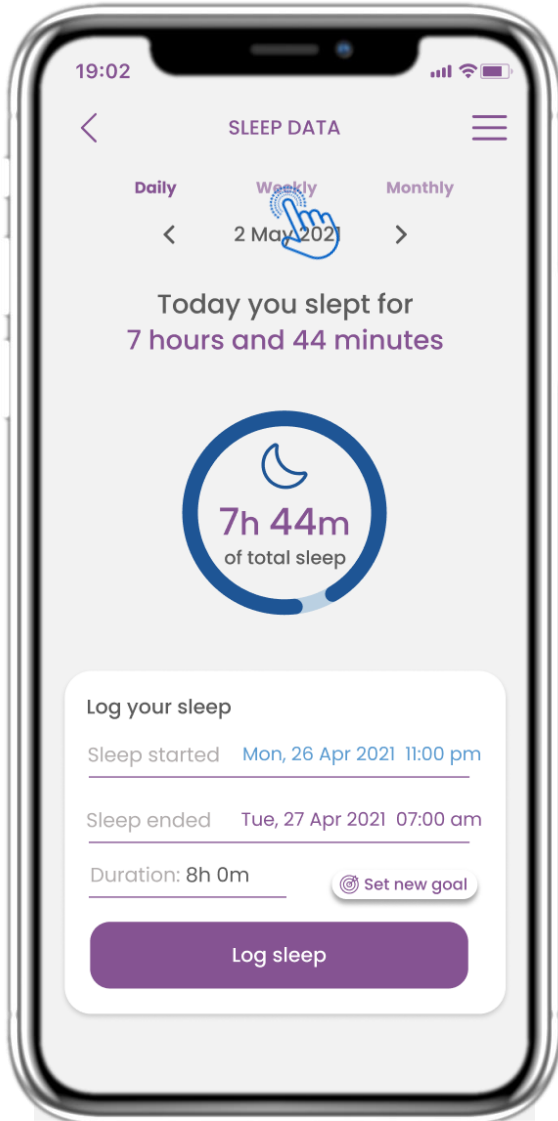 19:02
SLEEP DATA
Daily Weekly Monthly
2 May 2021
Today you slept for
7 hours and 44 minutes
7h 44m
of total sleep
Log your sleep
Sleep started Mon, 26 Apr 2021 11:00 pm
Sleep ended Tue, 27 Apr 2021 07:00 am
Duration: 8h 0m
Set new goal
Log sleep